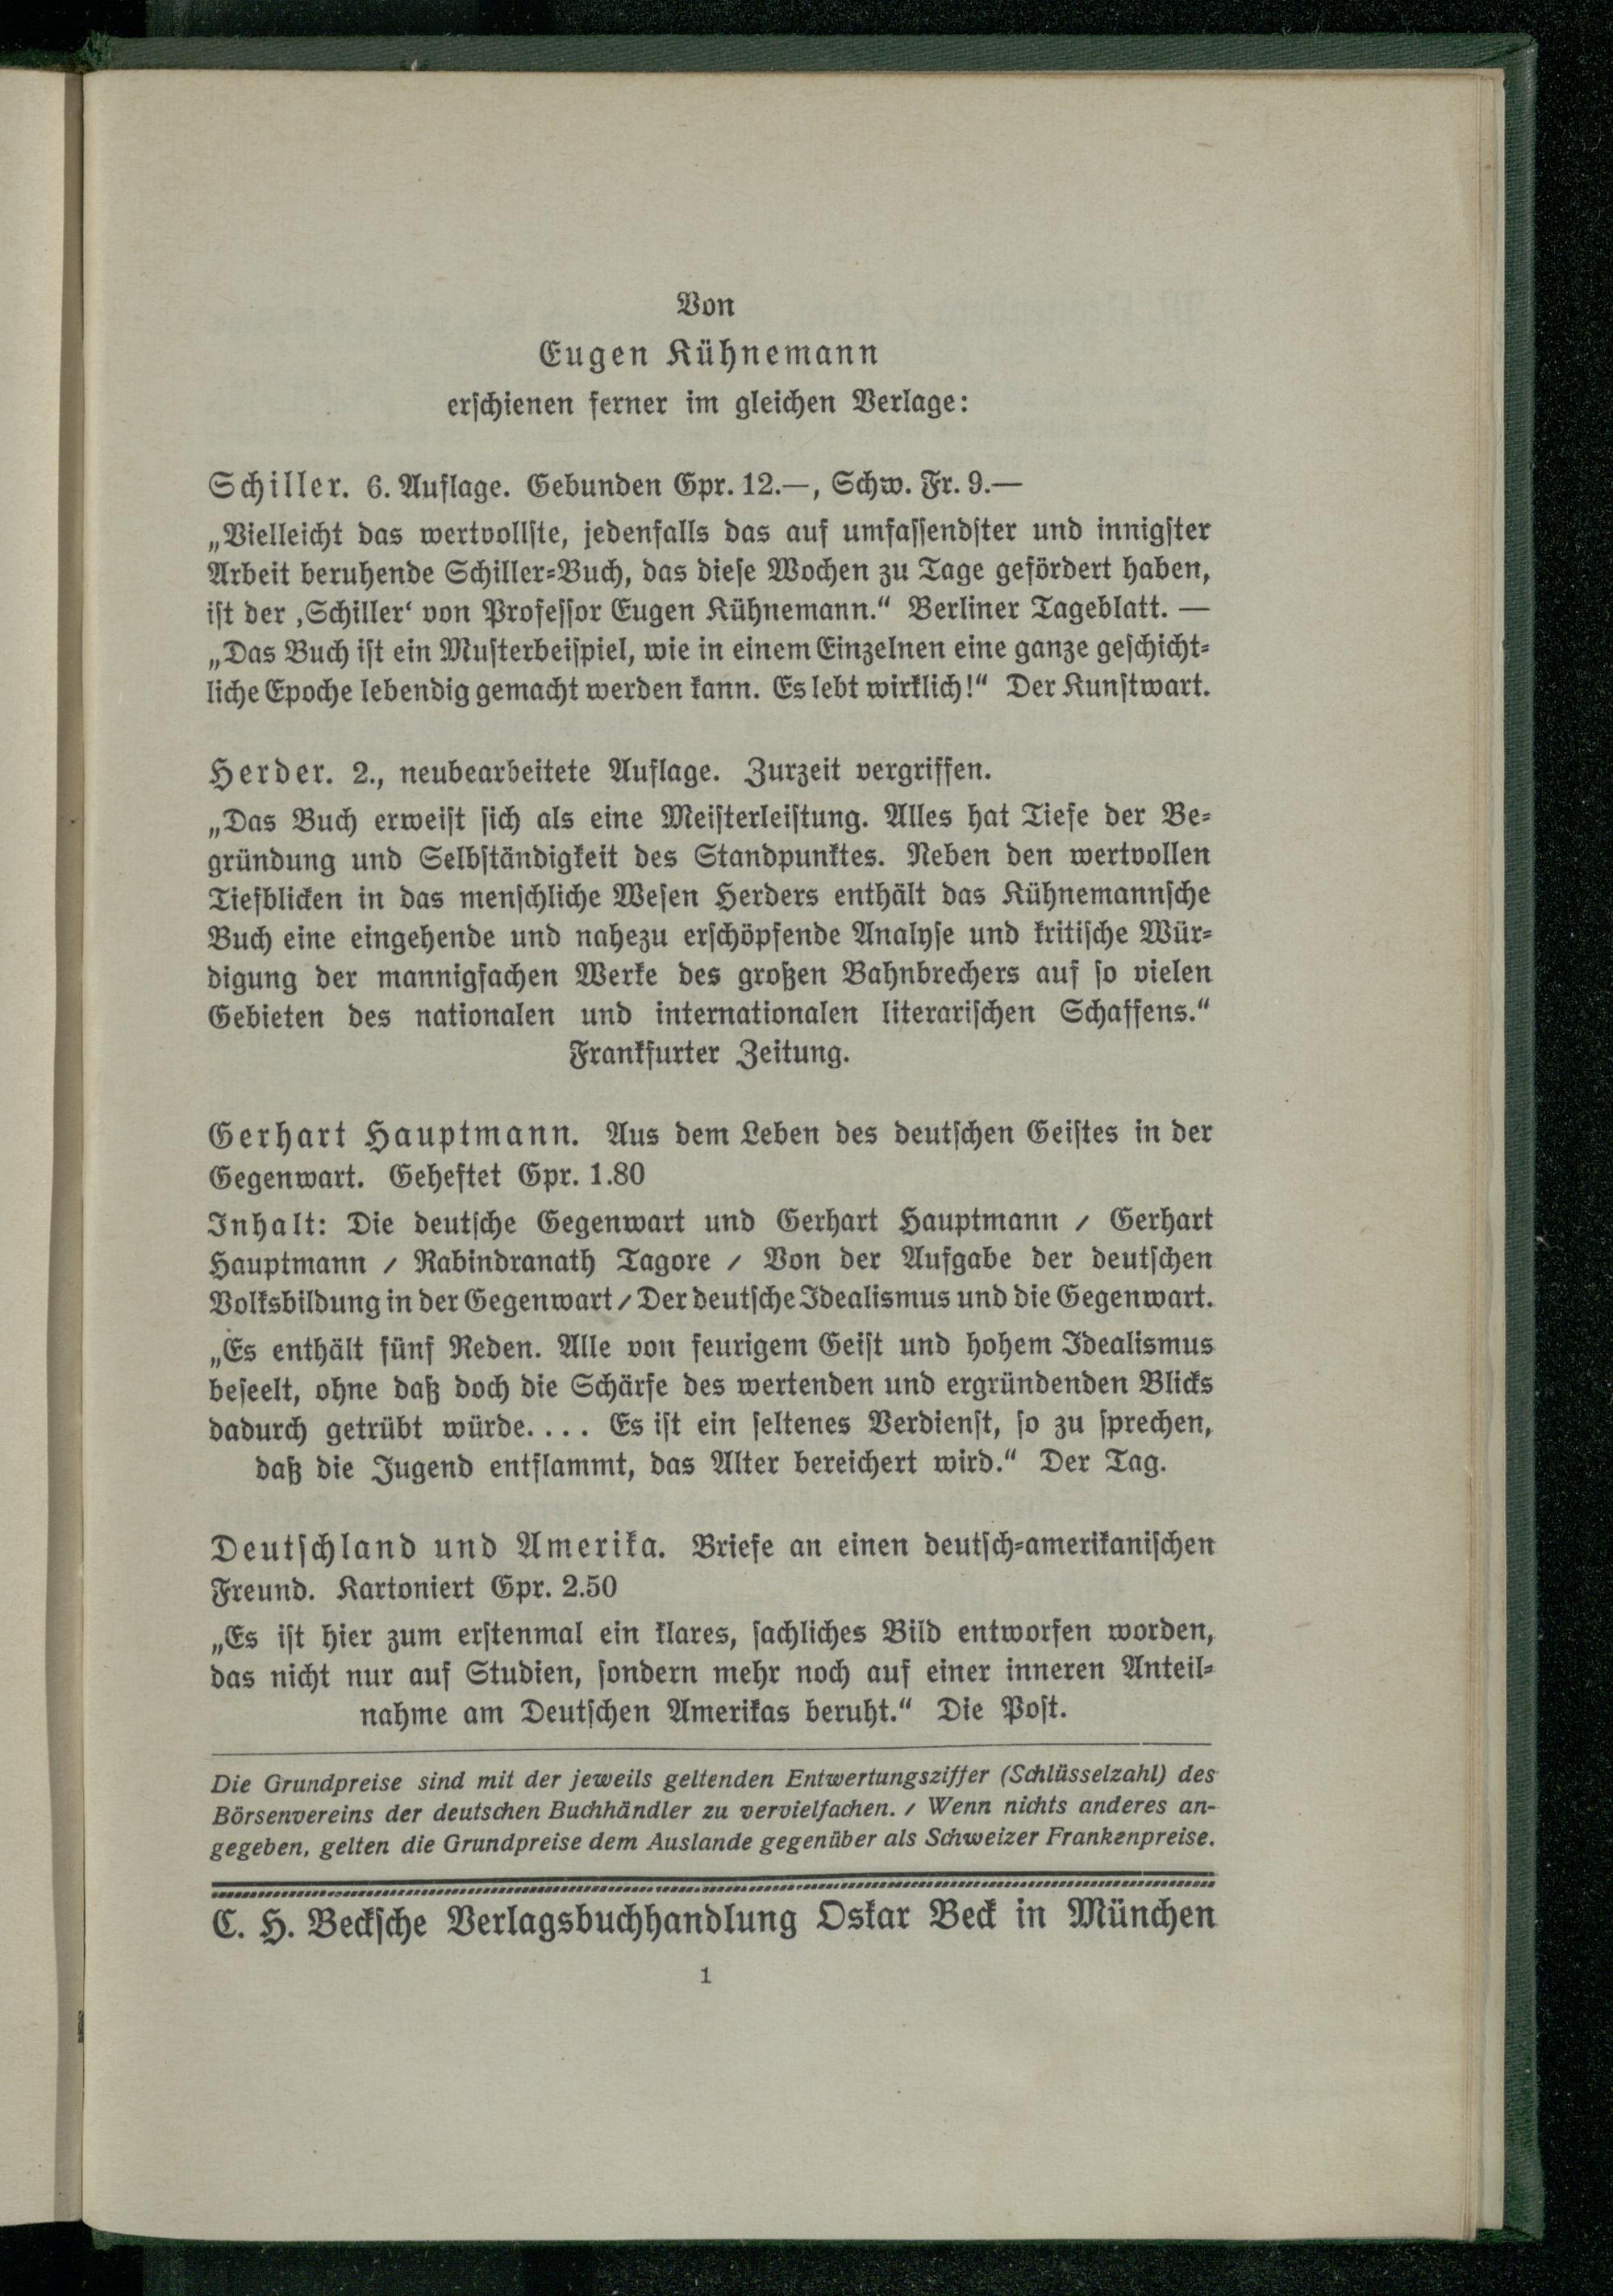 Von
Eugen Kühnemann
erschienen ferner im gleichen Verlage:
Schiller. 6. Auflage. Gebunden Gpr. 12.—, Schw. Fr. 9.—
„Vielleicht das wertvollste, jedenfalls das auf umfassendster und innigster
Arbeit beruhende Schiller-Buch, das diese Wochen zu Tage gefördert haben,
ist der ‚Schiller‘ von Professor Eugen Kühnemann.“ Berliner Tageblatt. —
„Das Buch ist ein Musterbeispiel, wie in einem Einzelnen eine ganze geschicht-
liche Epoche lebendig gemacht werden kann. Es lebt wirklich!“ Der Kunstwart.
Herder. 2., neubearbeitete Auflage. Zurzeit vergriffen.
„Das Buch erweist sich als eine Meisterleistung. Alles hat Tiefe der Be-
gründung und Selbständigkeit des Standpunktes. Neben den wertvollen
Tiefblicken in das menschliche Wesen Herders enthält das Kühnemannsche
Buch eine eingehende und nahezu erschöpfende Analyse und kritische Wür-
digung der mannigfachen Werke des großen Bahnbrechers auf so vielen
Gebieten des nationalen und internationalen literarischen Schaffens.“
Frankfurter Zeitung.
Gerhart Hauptmann. Aus dem Leben des deutschen Geistes in der
Gegenwart. Geheftet Gpr. 1.80
Inhalt: Die deutsche Gegenwart und Gerhart Hauptmann / Gerhart
Hauptmann / Rabindranath Tagore / Von der Aufgabe der deutschen
Volksbildung in der Gegenwart / Der deutsche Idealismus und die Gegenwart.
„Es enthält fünf Reden. Alle von feurigem Geist und hohem Idealismus
beseelt, ohne daß doch die Schärfe des wertenden und ergründenden Blicks
dadurch getrübt würde.... Es ist ein seltenes Verdienst, so zu sprechen,
daß die Jugend entflammt, das Alter bereichert wird.“ Der Tag.
Deutschland und Amerika. Briefe an einen deutsch-amerikanischen
Freund. Kartoniert Gpr. 2.50
„Es ist hier zum erstenmal ein klares, sachliches Bild entworfen worden,
das nicht nur auf Studien, sondern mehr noch auf einer inneren Anteil-
nahme am Deutschen Amerikas beruht.“ Die Post.
Die Grundpreise sind mit der jeweils geltenden Entwertungsziffer (Schlüsselzahl) des
Börsenvereins der deutschen Buchhändler zu vervielfachen. / Wenn nichts anderes an-
gegeben, gelten die Grundpreise dem Auslande gegenüber als Schweizer Frankenpreise.
C. H. Becksche Verlagsbuchhandlung Oskar Beck in München
1